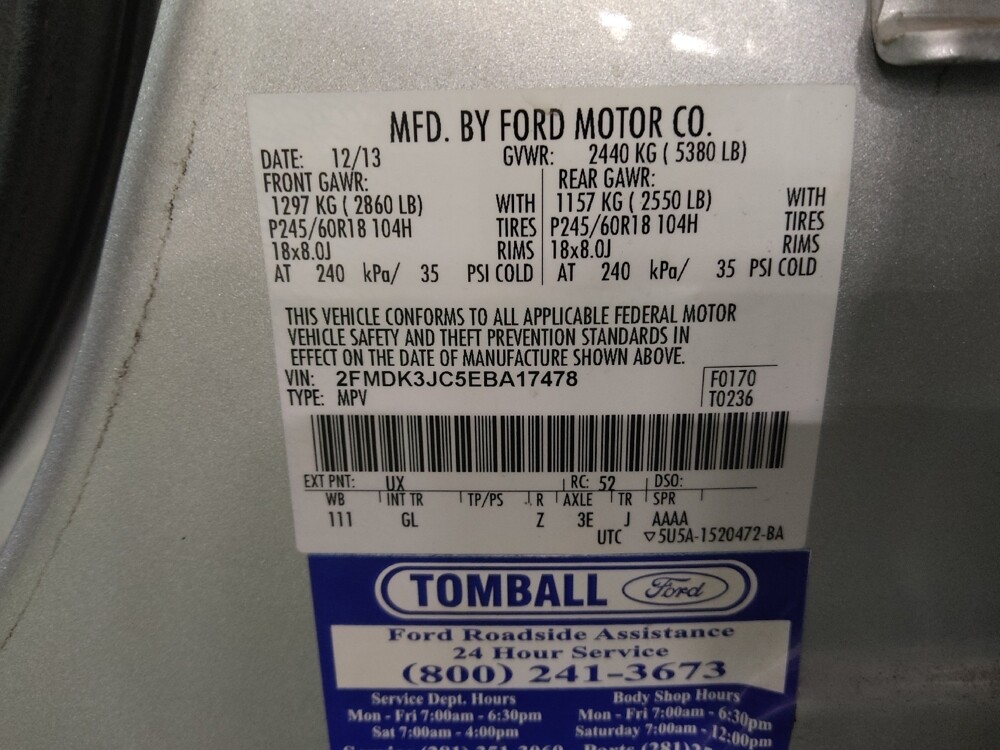 MFD. BY FORD MOTOR CO.
DATE: 12/13 GVWR: 2440 KG ( 5380 LB)
FRONT GAWR: REAR GAWR:
1297 KG ( 2860 LB) WITH 1157 KG ( 2550 LB) WITH
P245/60R18 104H TIRES P245/60R18 104H TIRES
18x8.0J RIMS 18x8.0J RIMS
AT 240 kPa/ 35 PSI COLD AT 240 kPa/ 35 PSI COLD
THIS VEHICLE CONFORMS TO ALL APPLICABLE FEDERAL MOTOR
VEHICLE SAFETY AND THEFT PREVENTION STANDARDS IN
EFFECT ON THE DATE OF MANUFACTURE SHOWN ABOVE.
VIN: 2FMDK3JC5EBA17478 F0170
TYPE: MPV T0236
EXT PNT: UX RC: 52 DSO:
WB INT TR TP/PS R AXLE TR SPR
111 GL Z 3E J AAAA
UTC ▽5U5A-1520472-BA
TOMBALL Ford
Ford Roadside Assistance
24 Hour Service
(800) 241-3673
Service Dept. Hours Body Shop Hours
Mon - Fri 7:00am - 6:30pm Mon - Fri 7:00am - 6:30pm
Sat 7:00am - 4:00pm Saturday 7:00am - 12:00pm